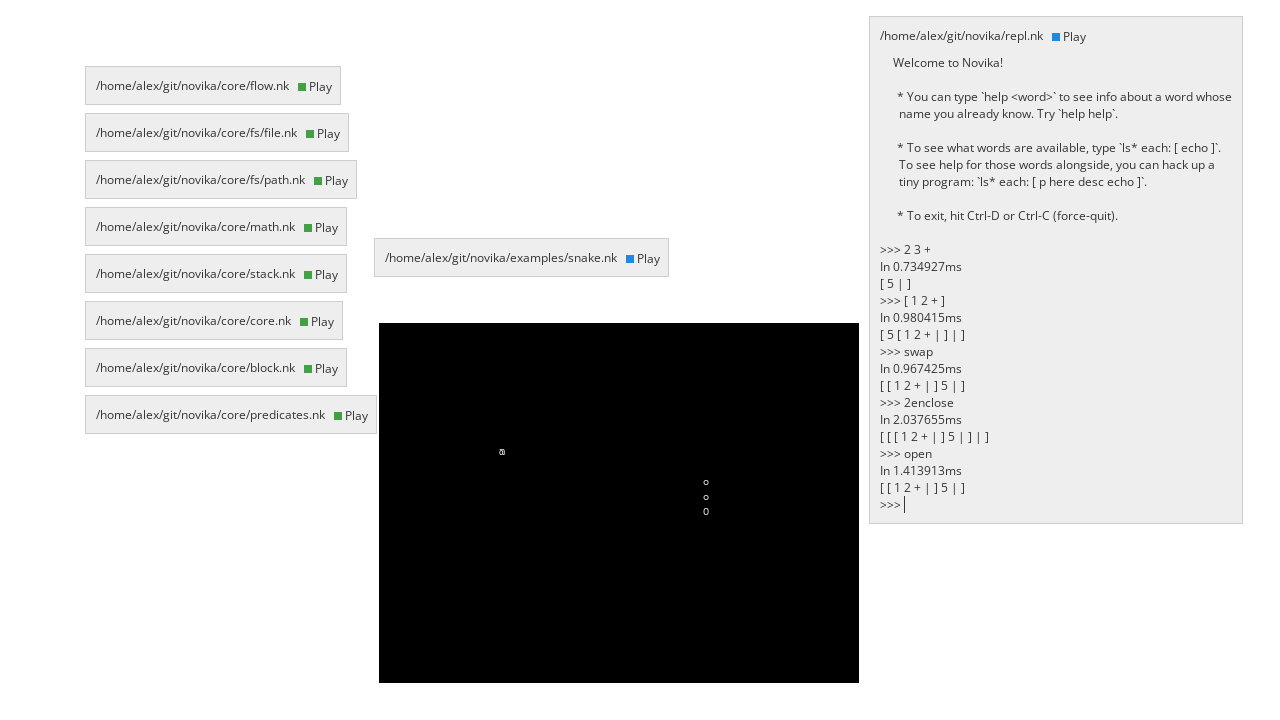 /home/alex/git/novika/core/flow.nk Play
/home/alex/git/novika/core/fs/file.nk Play
/home/alex/git/novika/core/fs/path.nk Play
/home/alex/git/novika/core/math.nk Play
/home/alex/git/novika/core/stack.nk Play
/home/alex/git/novika/core/core.nk Play
/home/alex/git/novika/core/block.nk Play
/home/alex/git/novika/core/predicates.nk Play
/home/alex/git/novika/examples/snake.nk Play
o
o
0
/home/alex/git/novika/repl.nk Play
Welcome to Novika!
* You can type `help <word>` to see info about a word whose
name you already know. Try `help help`.
* To see what words are available, type `ls* each: [ echo ]`.
To see help for those words alongside, you can hack up a
tiny program: `ls* each: [ p here desc echo ]`.
* To exit, hit Ctrl-D or Ctrl-C (force-quit).
>>> 2 3 +
In 0.734927ms
[ 5 | ]
>>> [ 1 2 + ]
In 0.980415ms
[ 5 [ 1 2 + | ] | ]
>>> swap
In 0.967425ms
[ [ 1 2 + | ] 5 | ]
>>> 2enclose
In 2.037655ms
[ [ [ 1 2 + | ] 5 | ] | ]
>>> open
In 1.413913ms
[ [ 1 2 + | ] 5 | ]
>>>